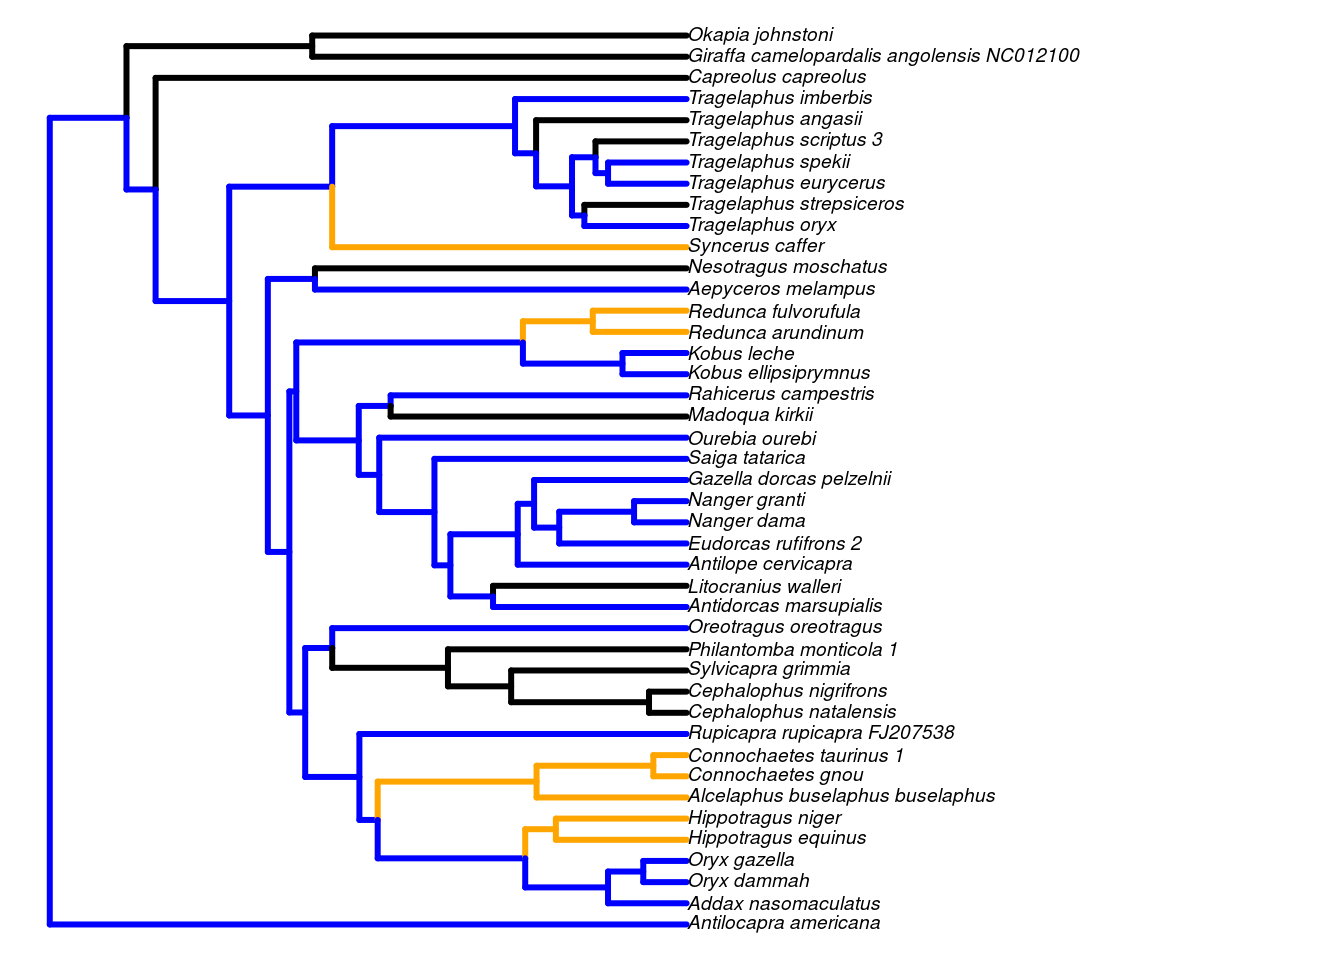 Okapia johnstoni
Giraffa camelopardalis angolensis NC012100
Capreolus capreolus
Tragelaphus imberbis
Tragelaphus angasii
Tragelaphus scriptus 3
Tragelaphus spekii
Tragelaphus eurycerus
Tragelaphus strepsiceros
Tragelaphus oryx
Syncerus caffer
Nesotragus moschatus
Aepyceros melampus
Redunca fulvorufula
Redunca arundinum
Kobus leche
Kobus ellipsiprymnus
Rahicerus campestris
Madoqua kirkii
Ourebia ourebi
Saiga tatarica
Gazella dorcas pelzelnii
Nanger granti
Nanger dama
Eudorcas rufifrons 2
Antilope cervicapra
Litocranius walleri
Antidorcas marsupialis
Oreotragus oreotragus
Philantomba monticola 1
Sylvicapra grimmia
Cephalophus nigrifrons
Cephalophus natalensis
Rupicapra rupicapra FJ207538
Connochaetes taurinus 1
Connochaetes gnou
Alcelaphus buselaphus buselaphus
Hippotragus niger
Hippotragus equinus
Oryx gazella
Oryx dammah
Addax nasomaculatus
Antilocapra americana